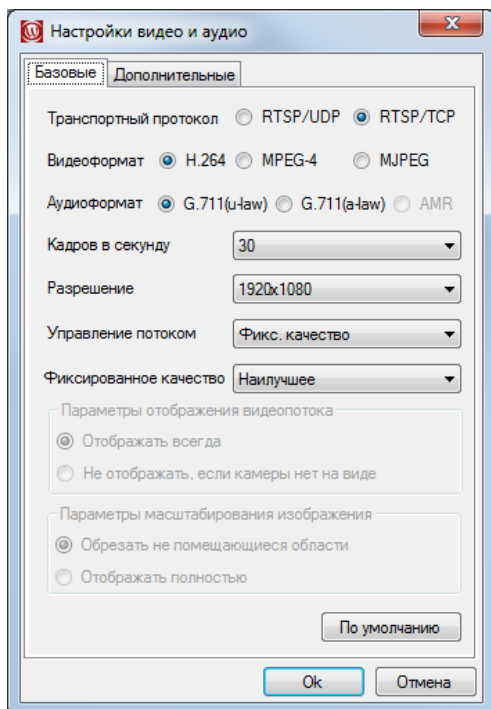 Настройки видео и аудио
Базовые Дополнительные
Транспортный протокол RTSP/UDP RTSP/TCP
Видеоформат H.264 MPEG-4 MJPEG
Аудиоформат G.711(u-law) G.711(a-law) AMR
Кадров в секунду 30
Разрешение 1920x1080
Управление потоком Фикс. качество
Фиксированное качество Наилучшее
Параметры отображения видеопотока
Отображать всегда
Не отображать, если камеры нет на виде
Параметры масштабирования изображения
Обрезать не помещающиеся области
Отображать полностью
По умолчанию
Ok Отмена